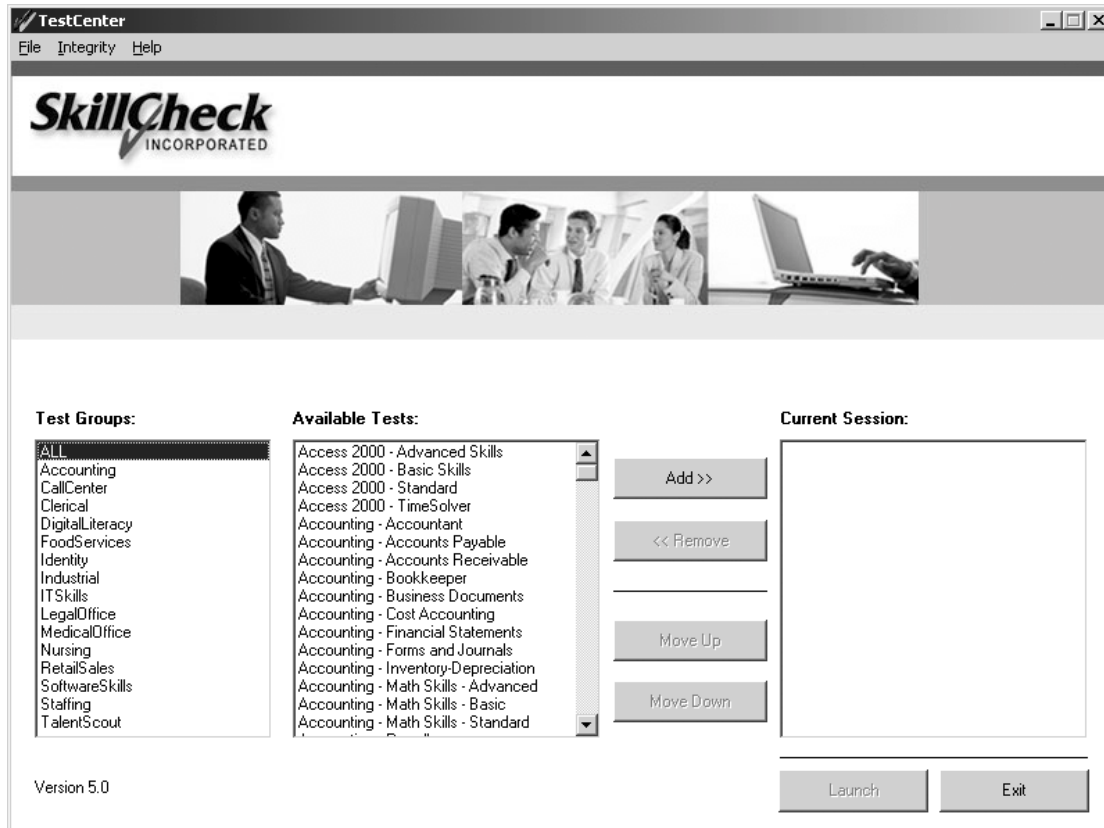 TestCenter
File Integrity Help
SkillCheck
INCORPORATED
Test Groups:
ALL
Accounting
CallCenter
Clerical
DigitalLiteracy
FoodServices
Identity
Industrial
ITSkills
LegalOffice
MedicalOffice
Nursing
RetailSales
SoftwareSkills
Staffing
TalentScout
Available Tests:
Access 2000 - Advanced Skills
Access 2000 - Basic Skills
Access 2000 - Standard
Access 2000 - TimeSolver
Accounting - Accountant
Accounting - Accounts Payable
Accounting - Accounts Receivable
Accounting - Bookkeeper
Accounting - Business Documents
Accounting - Cost Accounting
Accounting - Financial Statements
Accounting - Forms and Journals
Accounting - Inventory-Depreciation
Accounting - Math Skills - Advanced
Accounting - Math Skills - Basic
Accounting - Math Skills - Standard
Add >>
<< Remove
Move Up
Move Down
Current Session:
Version 5.0
Launch
Exit